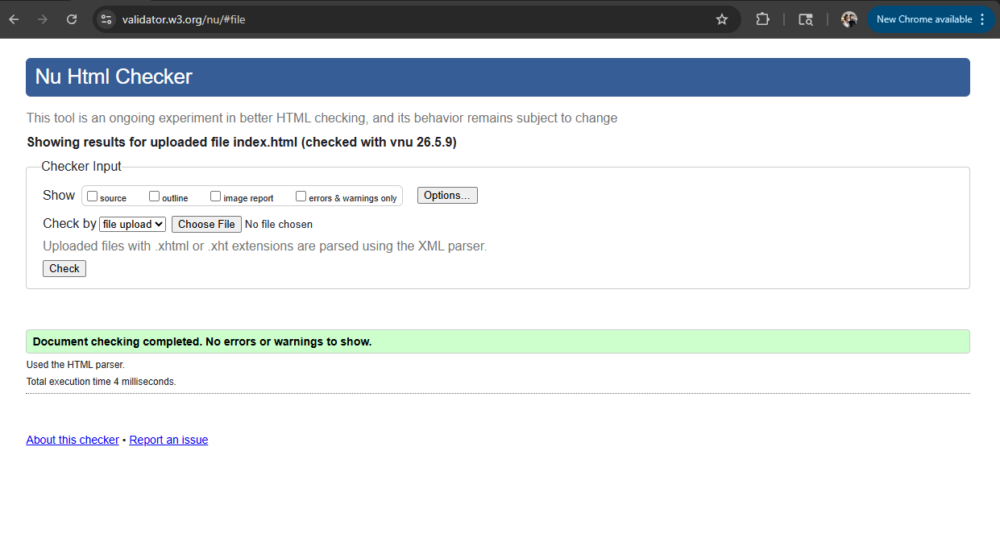 validator.w3.org/nu/#file
New Chrome available
Nu Html Checker
This tool is an ongoing experiment in better HTML checking, and its behavior remains subject to change
Showing results for uploaded file index.html (checked with vnu 26.5.9)
Checker Input
Show source outline image report errors & warnings only Options...
Check by file upload Choose File No file chosen
Uploaded files with .xhtml or .xht extensions are parsed using the XML parser.
Check
Document checking completed. No errors or warnings to show.
Used the HTML parser.
Total execution time 4 milliseconds.
About this checker • Report an issue